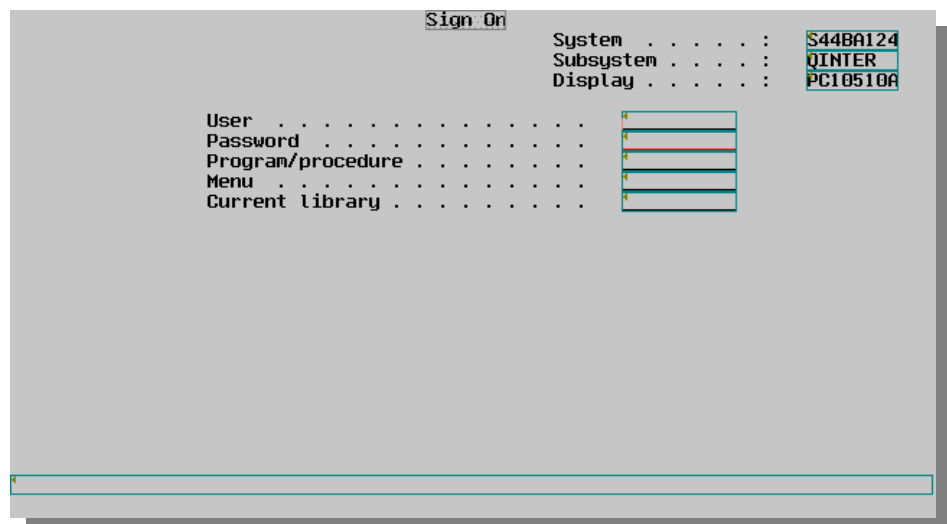 Sign On
System . . . . . : S44BA124
Subsystem . . . . : QINTER
Display . . . . . : PC10510A
User . . . . . . . . . . . . . .
Password . . . . . . . . . . . .
Program/procedure . . . . . . . .
Menu . . . . . . . . . . . . . .
Current library . . . . . . . . .